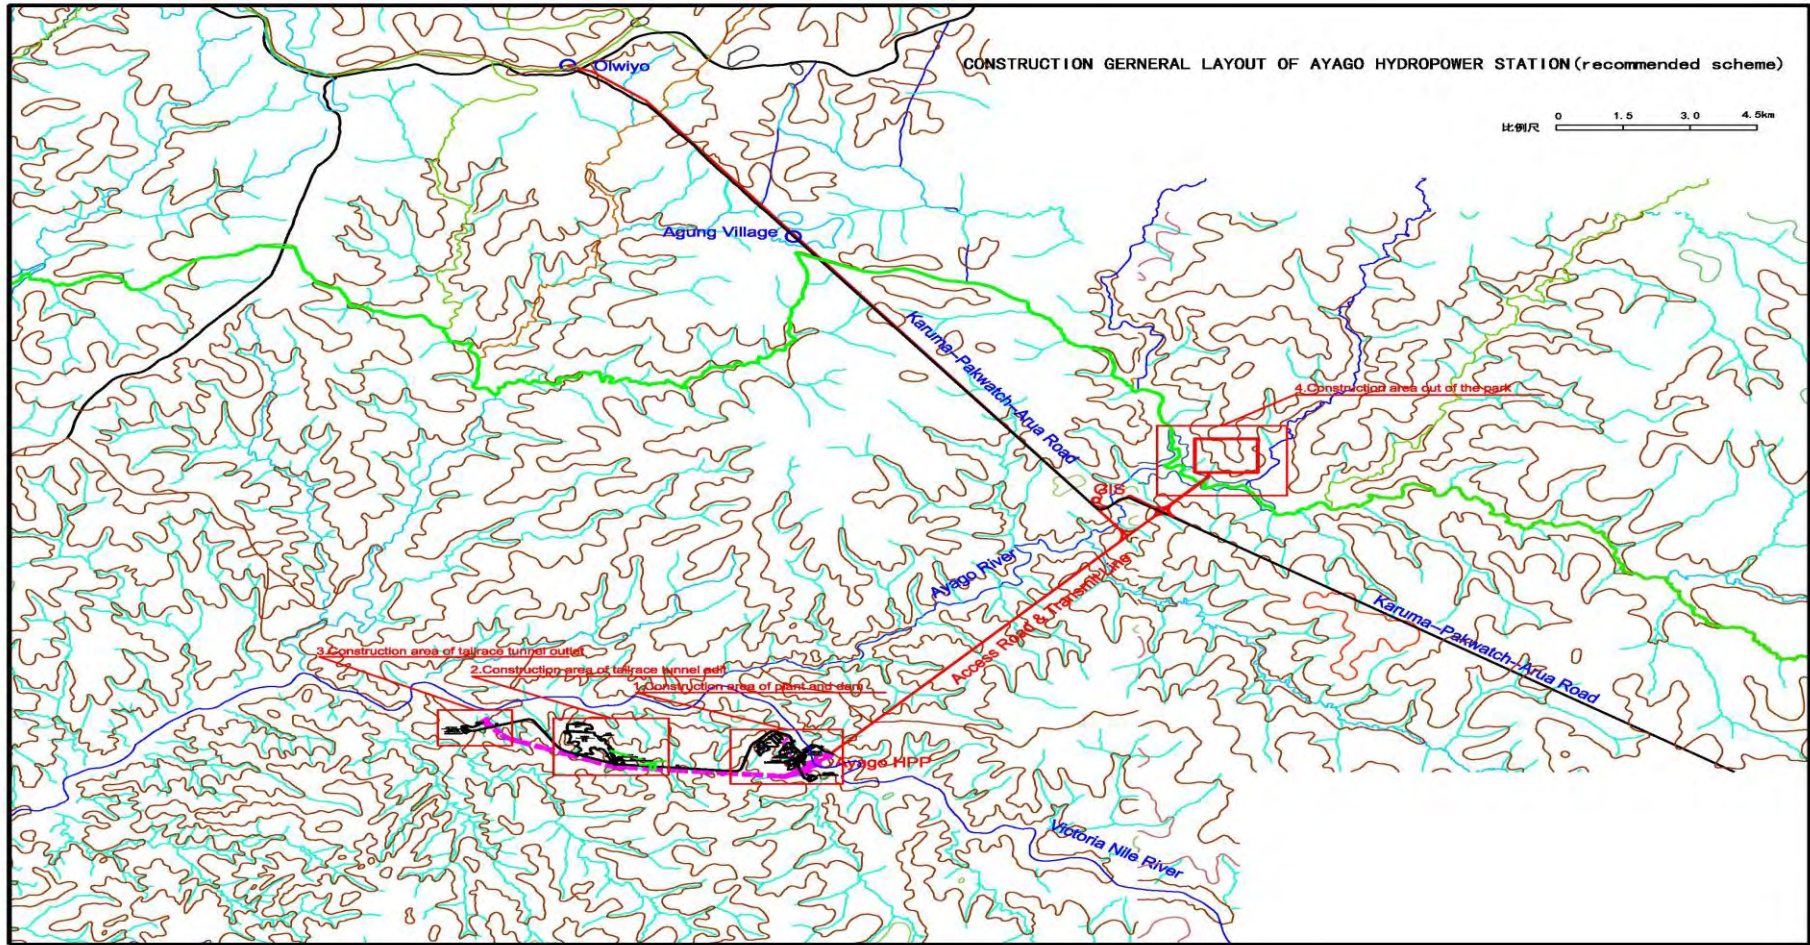 Olwiyo
CONSTRUCTION GERNERAL LAYOUT OF AYAGO HYDROPOWER STATION(recommended scheme)
比例尺 0 1.5 3.0 4.5km
Agung Village
Karuma-Pakwatch-Arua Road
4.Construction area out of the park
GIS
Ayago River
Access Road & Transmit Ling
Karuma-Pakwatch-Arua Road
3.Construction area of tailrace tunnel outlet
2.Construction area of tailrace tunnel adit
1.Construction area of plant and dam
Ayago HPP
Victoria Nile River